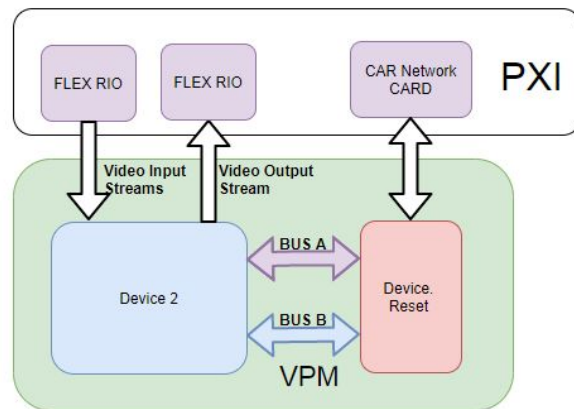 FLEX RIO
FLEX RIO
CAR Network
CARD
PXI
Video Input
Streams
Video Output
Stream
BUS A
Device 2
Device.
Reset
BUS B
VPM